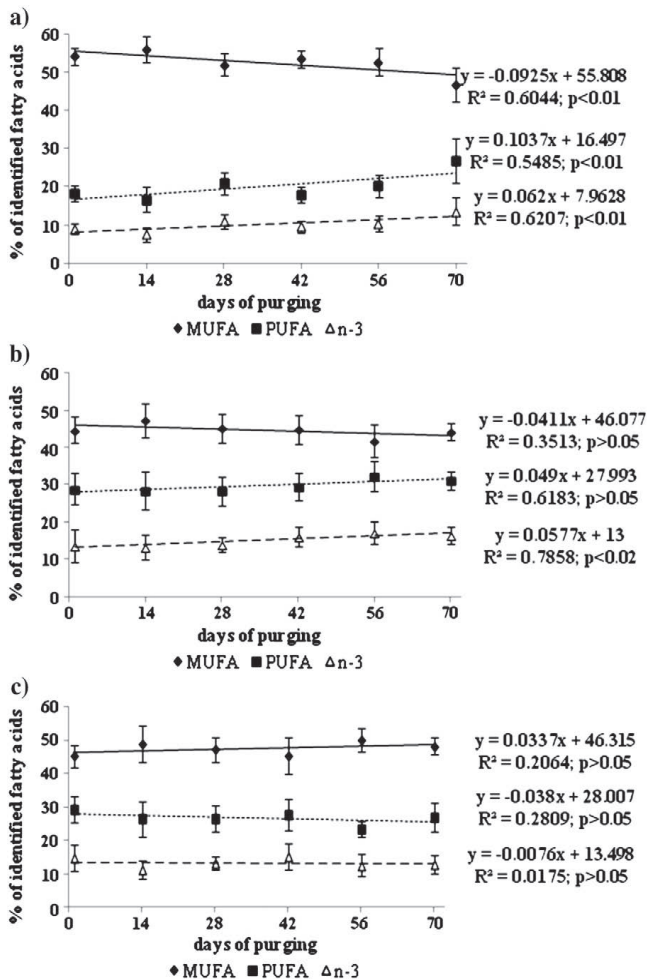 a)
60
50
40
30
20
10
0
% of identified fatty acids
0 14 28 42 56 70
days of purging
◆ MUFA ■ PUFA △ n-3
y = -0.0925x + 55.808
R² = 0.6044; p<0.01
y = 0.1037x + 16.497
R² = 0.5485; p<0.01
y = 0.062x + 7.9628
R² = 0.6207; p<0.01
b)
60
50
40
30
20
10
0
% of identified fatty acids
0 14 28 42 56 70
days of purging
◆ MUFA ■ PUFA △ n-3
y = -0.0411x + 46.077
R² = 0.3513; p>0.05
y = 0.049x + 27.993
R² = 0.6183; p>0.05
y = 0.0577x + 13
R² = 0.7858; p<0.02
c)
60
50
40
30
20
10
0
% of identified fatty acids
0 14 28 42 56 70
days of purging
◆ MUFA ■ PUFA △ n-3
y = 0.0337x + 46.315
R² = 0.2064; p>0.05
y = -0.038x + 28.007
R² = 0.2809; p>0.05
y = -0.0076x + 13.498
R² = 0.0175; p>0.05